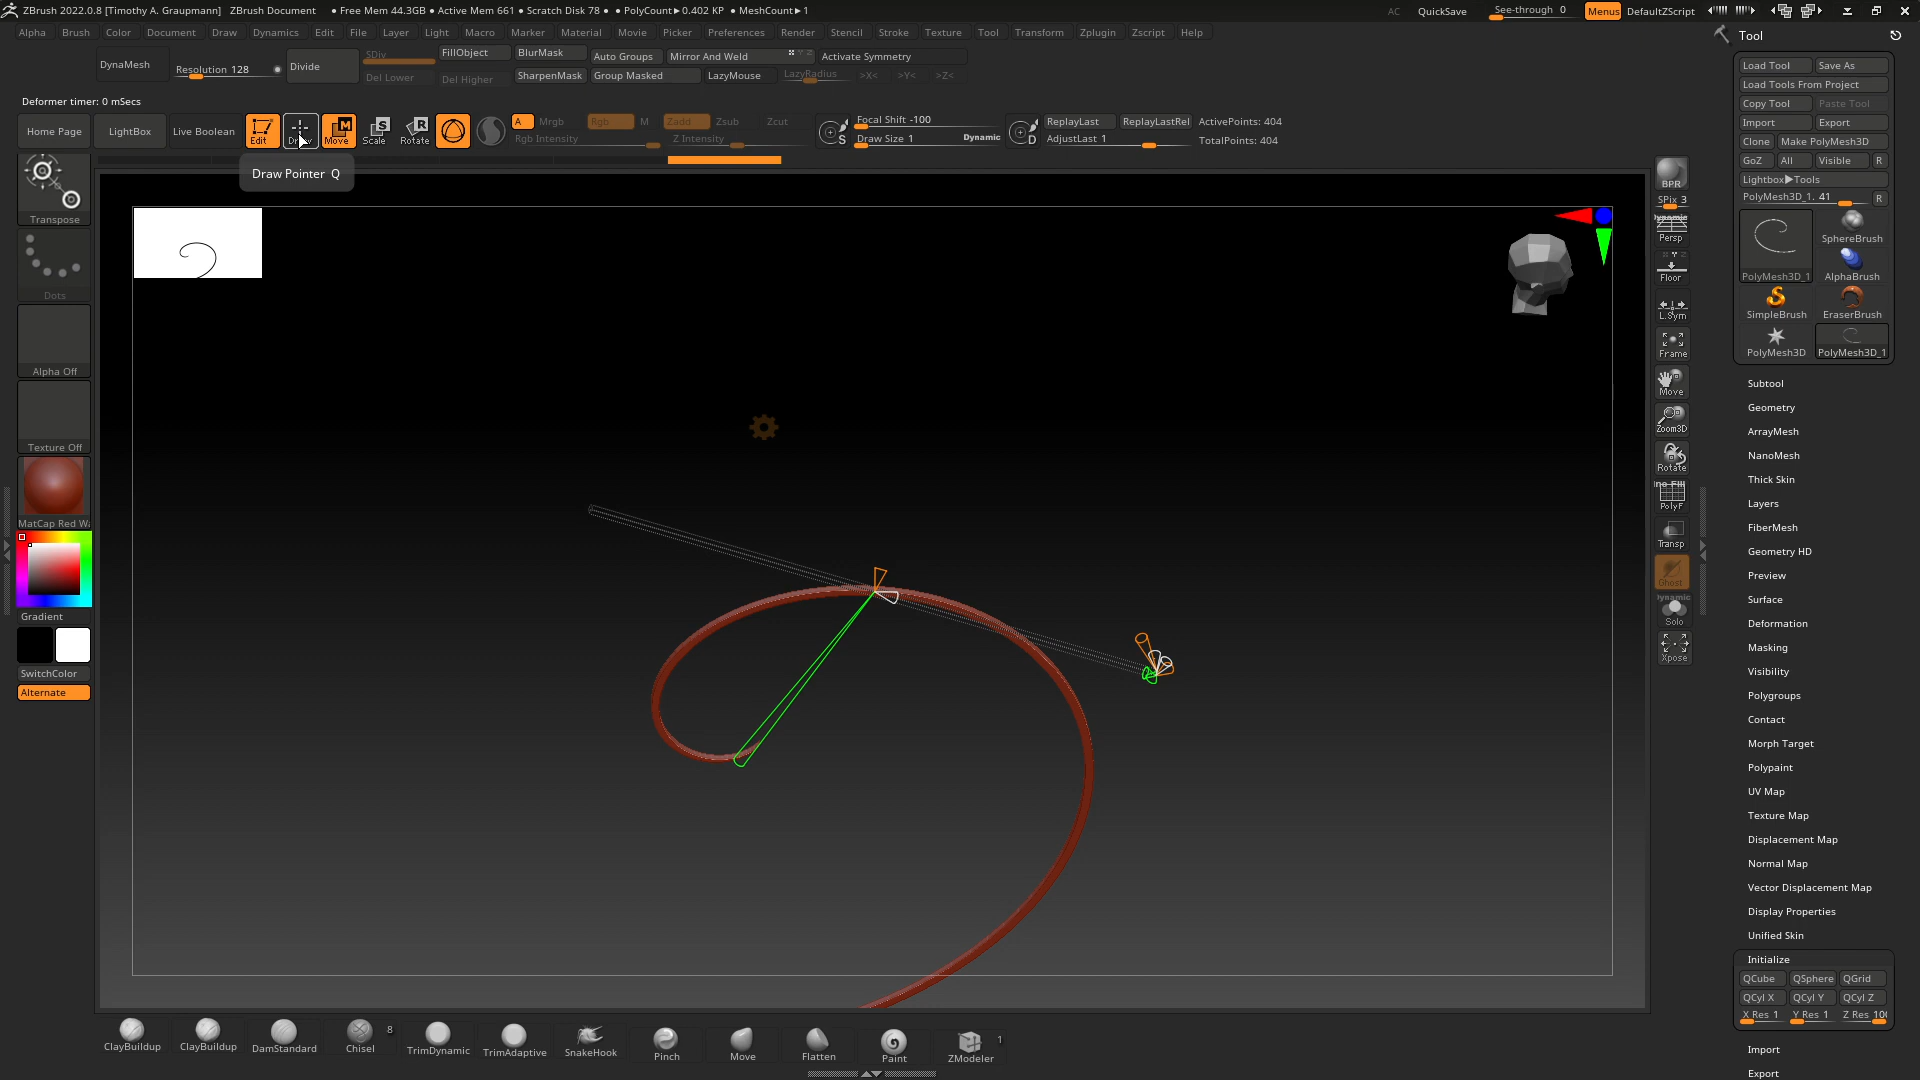 ZBrush 2022.0.8 [Timothy A. Graupmann]   ZBrush Document   • Free Mem 44.3GB • Active Mem 661 • Scratch Disk 78 •   • PolyCount▶0.402 KP   • MeshCount▶1
AC   QuickSave   See-through 0   Menus   DefaultZScript
Alpha   Brush   Color   Document   Draw   Dynamics   Edit   File   Layer   Light   Macro   Marker   Material   Movie   Picker   Preferences   Render   Stencil   Stroke   Texture   Tool   Transform   Zplugin   Zscript   Help
DynaMesh
Resolution 128
Divide
SDiv
Del Lower
FillObject
Del Higher
BlurMask
SharpenMask
Auto Groups
Group Masked
Mirror And Weld
LazyMouse
LazyRadius
Activate Symmetry
>X<   >Y<   >Z<
Deformer timer: 0 mSecs
Home Page   LightBox   Live Boolean   Edit   Draw   Move   Scale   Rotate
A   Mrgb   Rgb   M   Zadd   Zsub   Zcut
Rgb Intensity   Z Intensity
S
Focal Shift -100
Draw Size 1   Dynamic
D
ReplayLast   ReplayLastRel   ActivePoints: 404
AdjustLast 1   TotalPoints: 404
Draw Pointer   Q
Transpose
Dots
Alpha Off
Texture Off
MatCap Red Wa
Gradient
SwitchColor
Alternate
BPR
SPix 3
Dynamic
Persp
Floor
L.Sym
Frame
Move
Zoom3D
Rotate
PolyF
Transp
Ghost
Dynamic
Solo
Xpose
Tool
Load Tool   Save As
Load Tools From Project
Copy Tool   Paste Tool
Import   Export
Clone   Make PolyMesh3D
GoZ   All   Visible   R
Lightbox▶Tools
PolyMesh3D_1. 41   R
PolyMesh3D_1
SphereBrush
AlphaBrush
SimpleBrush   EraserBrush
PolyMesh3D   PolyMesh3D_1
Subtool
Geometry
ArrayMesh
NanoMesh
Thick Skin
Layers
FiberMesh
Geometry HD
Preview
Surface
Deformation
Masking
Visibility
Polygroups
Contact
Morph Target
Polypaint
UV Map
Texture Map
Displacement Map
Normal Map
Vector Displacement Map
Display Properties
Unified Skin
Initialize
QCube   QSphere   QGrid
QCyl X   QCyl Y   QCyl Z
X Res 1   Y Res 1   Z Res 100
Import
Export
ClayBuildup   ClayBuildup   DamStandard   Chisel   8   TrimDynamic   TrimAdaptive   SnakeHook   Pinch   Move   Flatten   Paint   ZModeler   1